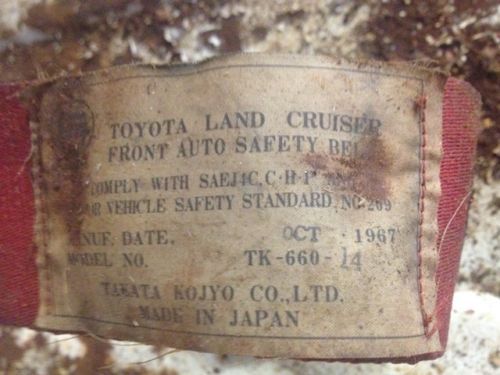 TOYOTA LAND CRUISER
FRONT AUTO SAFETY
COMPLY WITH SAEJ4C, C·H·P
VEHICLE SAFETY STANDARD, NO 209
DATE, OCT · 1967
MODEL NO. TK-660-14
TAKATA KOJYO CO., LTD.
MADE IN JAPAN